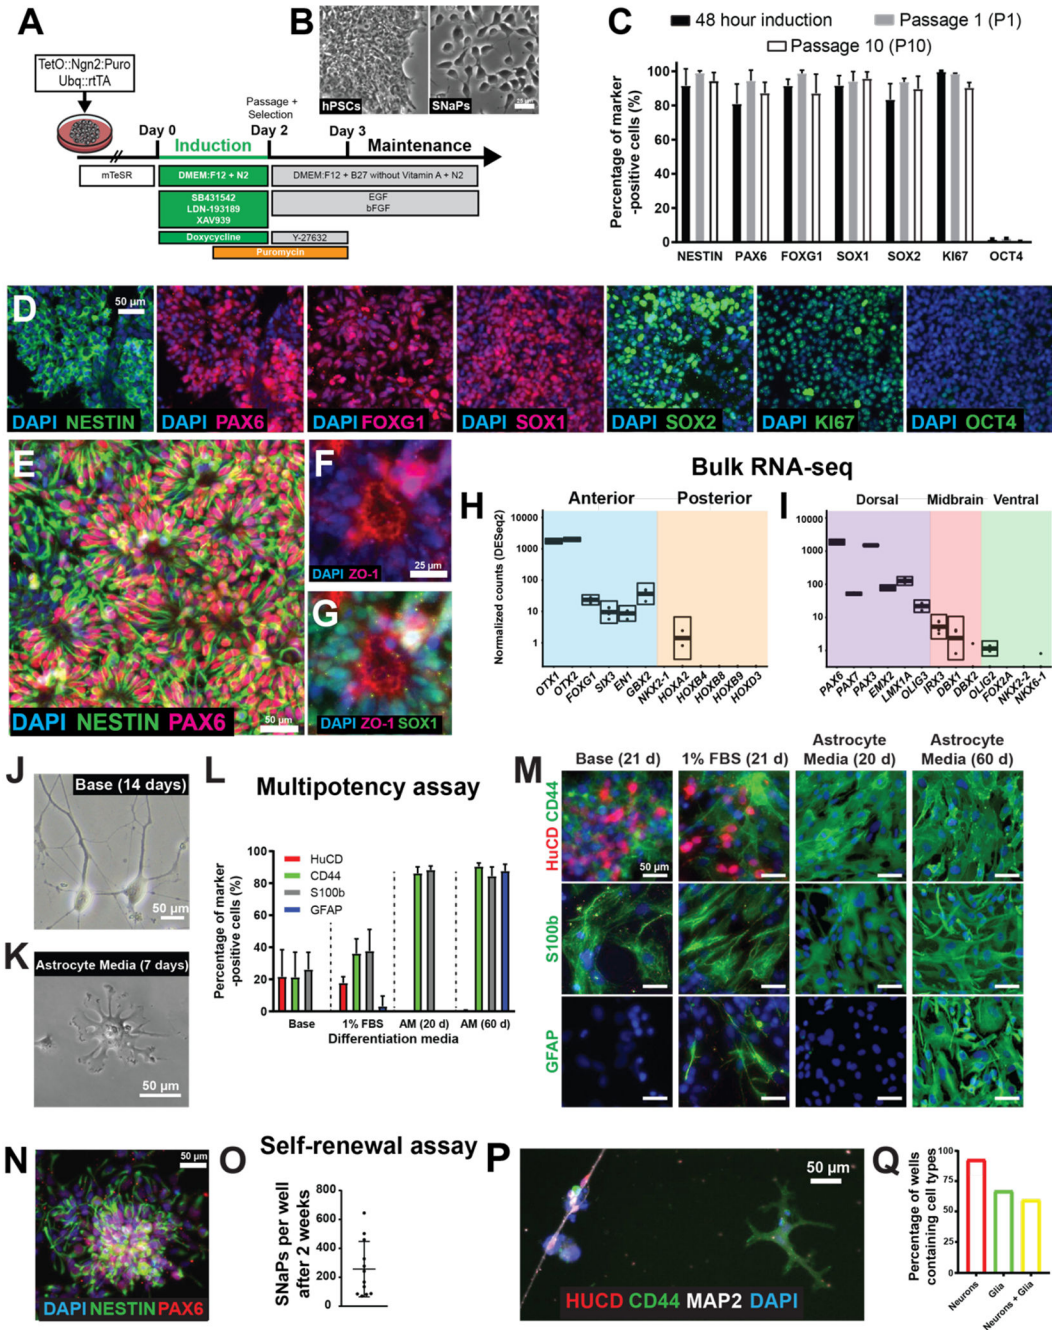 A
TetO::Ngn2:Puro
Ubq::rtTA
Passage +
Selection
Day 0
Day 2
Day 3
Induction
Maintenance
mTeSR
DMEM:F12 + N2
DMEM:F12 + B27 without Vitamin A + N2
SB431542
LDN-193189
XAV939
EGF
bFGF
Doxycycline
Y-27632
Puromycin
B
hPSCs
SNaPs
25 µm
C
48 hour induction
Passage 1 (P1)
Passage 10 (P10)
Percentage of marker
-positive cells (%)
100
80
60
40
20
0
NESTIN
PAX6
FOXG1
SOX1
SOX2
KI67
OCT4
D
50 µm
DAPI NESTIN
DAPI PAX6
DAPI FOXG1
DAPI SOX1
DAPI SOX2
DAPI KI67
DAPI OCT4
E
DAPI NESTIN PAX6
50 µm
F
DAPI ZO-1
25 µm
G
DAPI ZO-1 SOX1
Bulk RNA-seq
H
Anterior
Posterior
Normalized counts (DESeq2)
10000
1000
100
10
1
OTX1
OTX2
FOXG1
SIX3
EN1
GBX2
NKX2-1
HOXA2
HOXB4
HOXB8
HOXB9
HOXD3
I
Dorsal
Midbrain
Ventral
10000
1000
100
10
1
PAX6
PAX7
PAX3
EMX2
LMX1A
OLIG3
IRX3
DBX1
DBX2
OLIG2
FOX2A
NKX2-2
NKX6-1
J
Base (14 days)
50 µm
K
Astrocyte Media (7 days)
50 µm
L
Multipotency assay
Percentage of marker
-positive cells (%)
100
80
60
40
20
0
HuCD
CD44
S100b
GFAP
Base
1% FBS
AM (20 d)
AM (60 d)
Differentiation media
M
Base (21 d)
1% FBS (21 d)
Astrocyte
Media (20 d)
Astrocyte
Media (60 d)
HuCD CD44
50 µm
S100b
GFAP
N
50 µm
DAPI NESTIN PAX6
O
Self-renewal assay
SNaPs per well
after 2 weeks
800
600
400
200
0
P
50 µm
HUCD CD44 MAP2 DAPI
Q
Percentage of wells
containing cell types
100
75
50
25
0
Neurons
Glia
Neurons + Glia